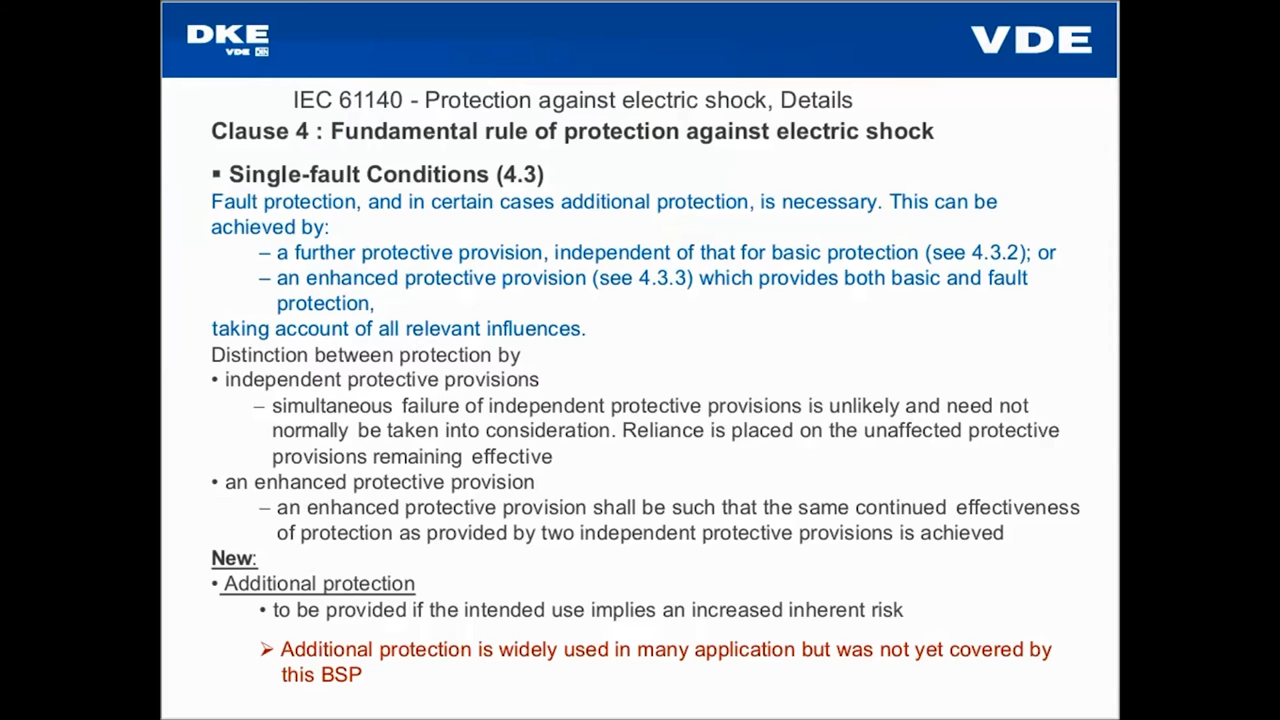 DKE
VDE DIN
VDE
IEC 61140 - Protection against electric shock, Details
Clause 4 : Fundamental rule of protection against electric shock
▪ Single-fault Conditions (4.3)
Fault protection, and in certain cases additional protection, is necessary. This can be
achieved by:
– a further protective provision, independent of that for basic protection (see 4.3.2); or
– an enhanced protective provision (see 4.3.3) which provides both basic and fault
protection,
taking account of all relevant influences.
Distinction between protection by
• independent protective provisions
– simultaneous failure of independent protective provisions is unlikely and need not
normally be taken into consideration. Reliance is placed on the unaffected protective
provisions remaining effective
• an enhanced protective provision
– an enhanced protective provision shall be such that the same continued effectiveness
of protection as provided by two independent protective provisions is achieved
New:
• Additional protection
• to be provided if the intended use implies an increased inherent risk
➢ Additional protection is widely used in many application but was not yet covered by
this BSP